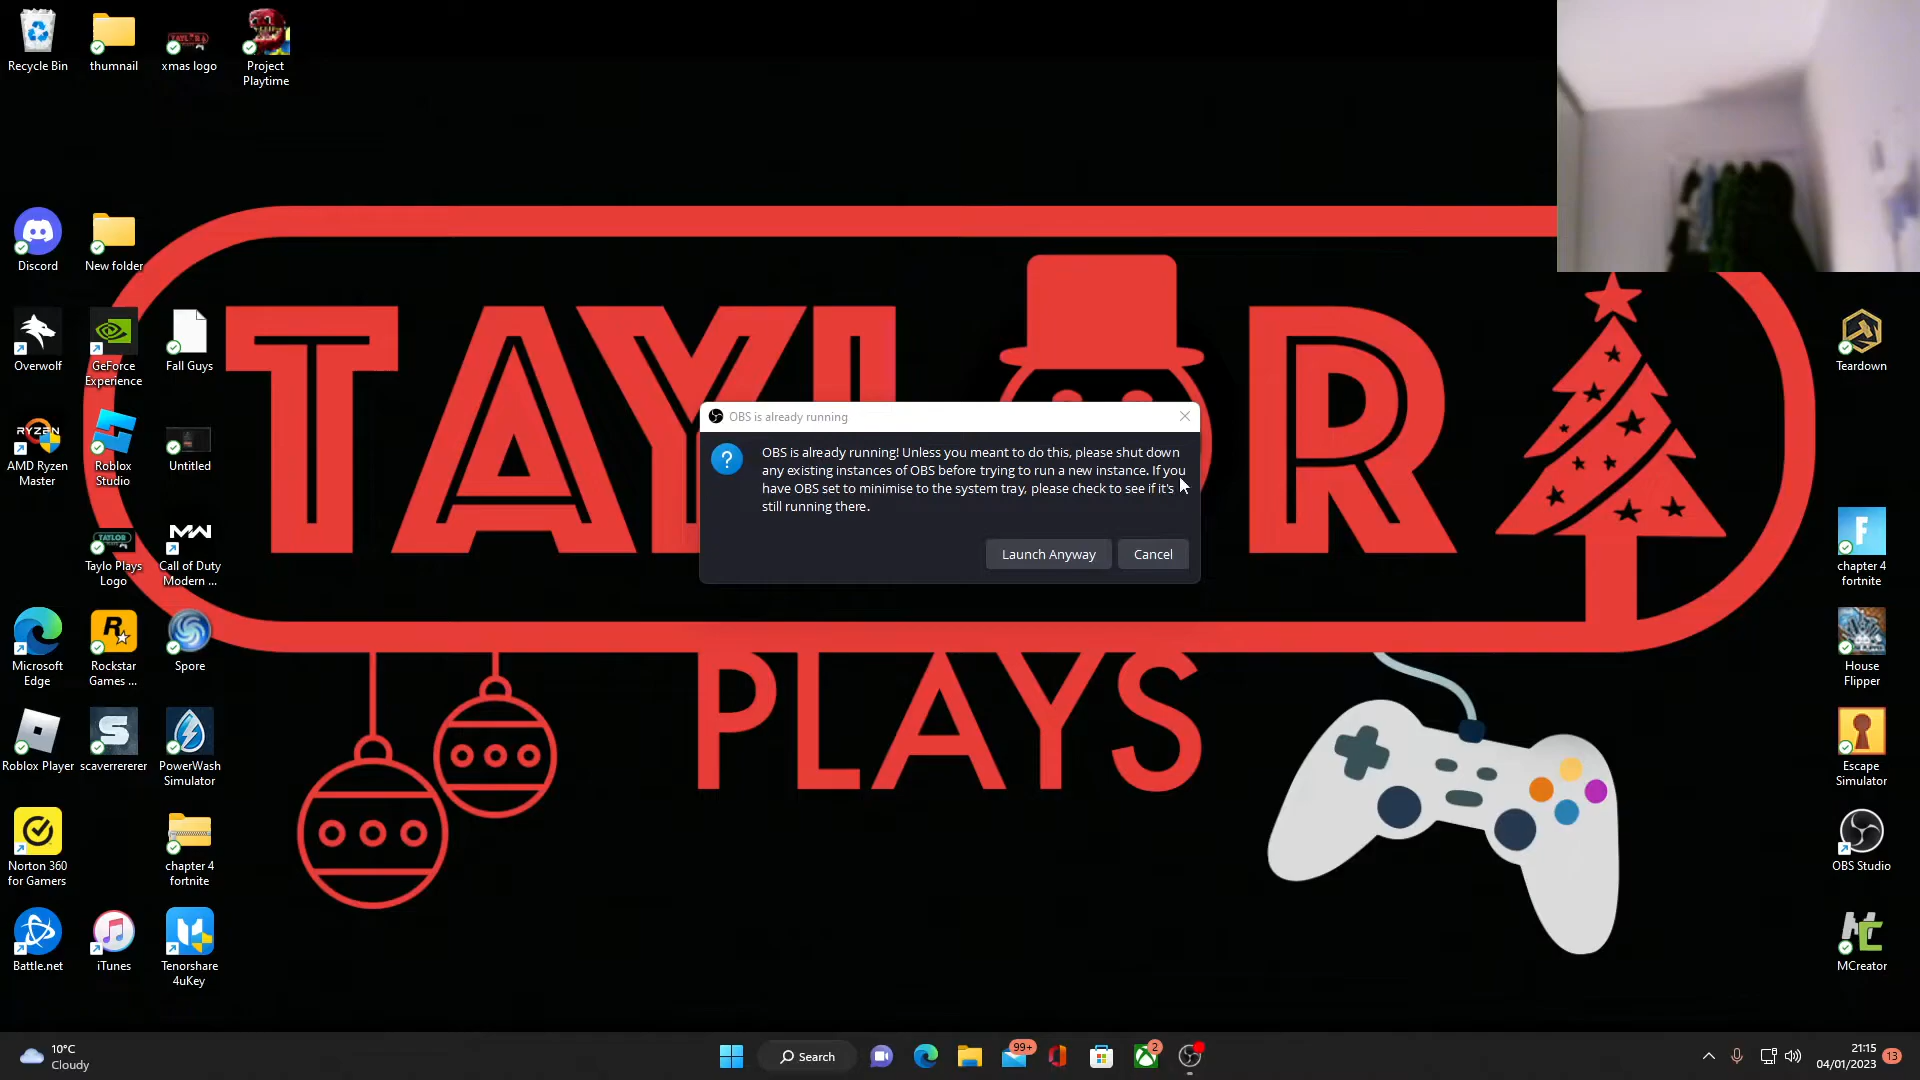 Recycle Bin
thumnail
xmas logo
Project
Playtime
Discord
New folder
Overwolf
GeForce
Experience
Fall Guys
AMD Ryzen
Master
Roblox
Studio
Untitled
Taylo Plays
Logo
Call of Duty
Modern ...
Microsoft
Edge
Rockstar
Games ...
Spore
Roblox Player
scaverrererer
PowerWash
Simulator
Norton 360
for Gamers
chapter 4
fortnite
Battle.net
iTunes
Tenorshare
4uKey
RYZEN
TAYLOR
PLAYS
OBS is already running
OBS is already running! Unless you meant to do this, please shut down
any existing instances of OBS before trying to run a new instance. If you
have OBS set to minimise to the system tray, please check to see if it's
still running there.
Launch Anyway
Cancel
Teardown
chapter 4
fortnite
House
Flipper
Escape
Simulator
OBS Studio
MCreator
10°C
Cloudy
Search
99+
2
21:15
04/01/2023
13